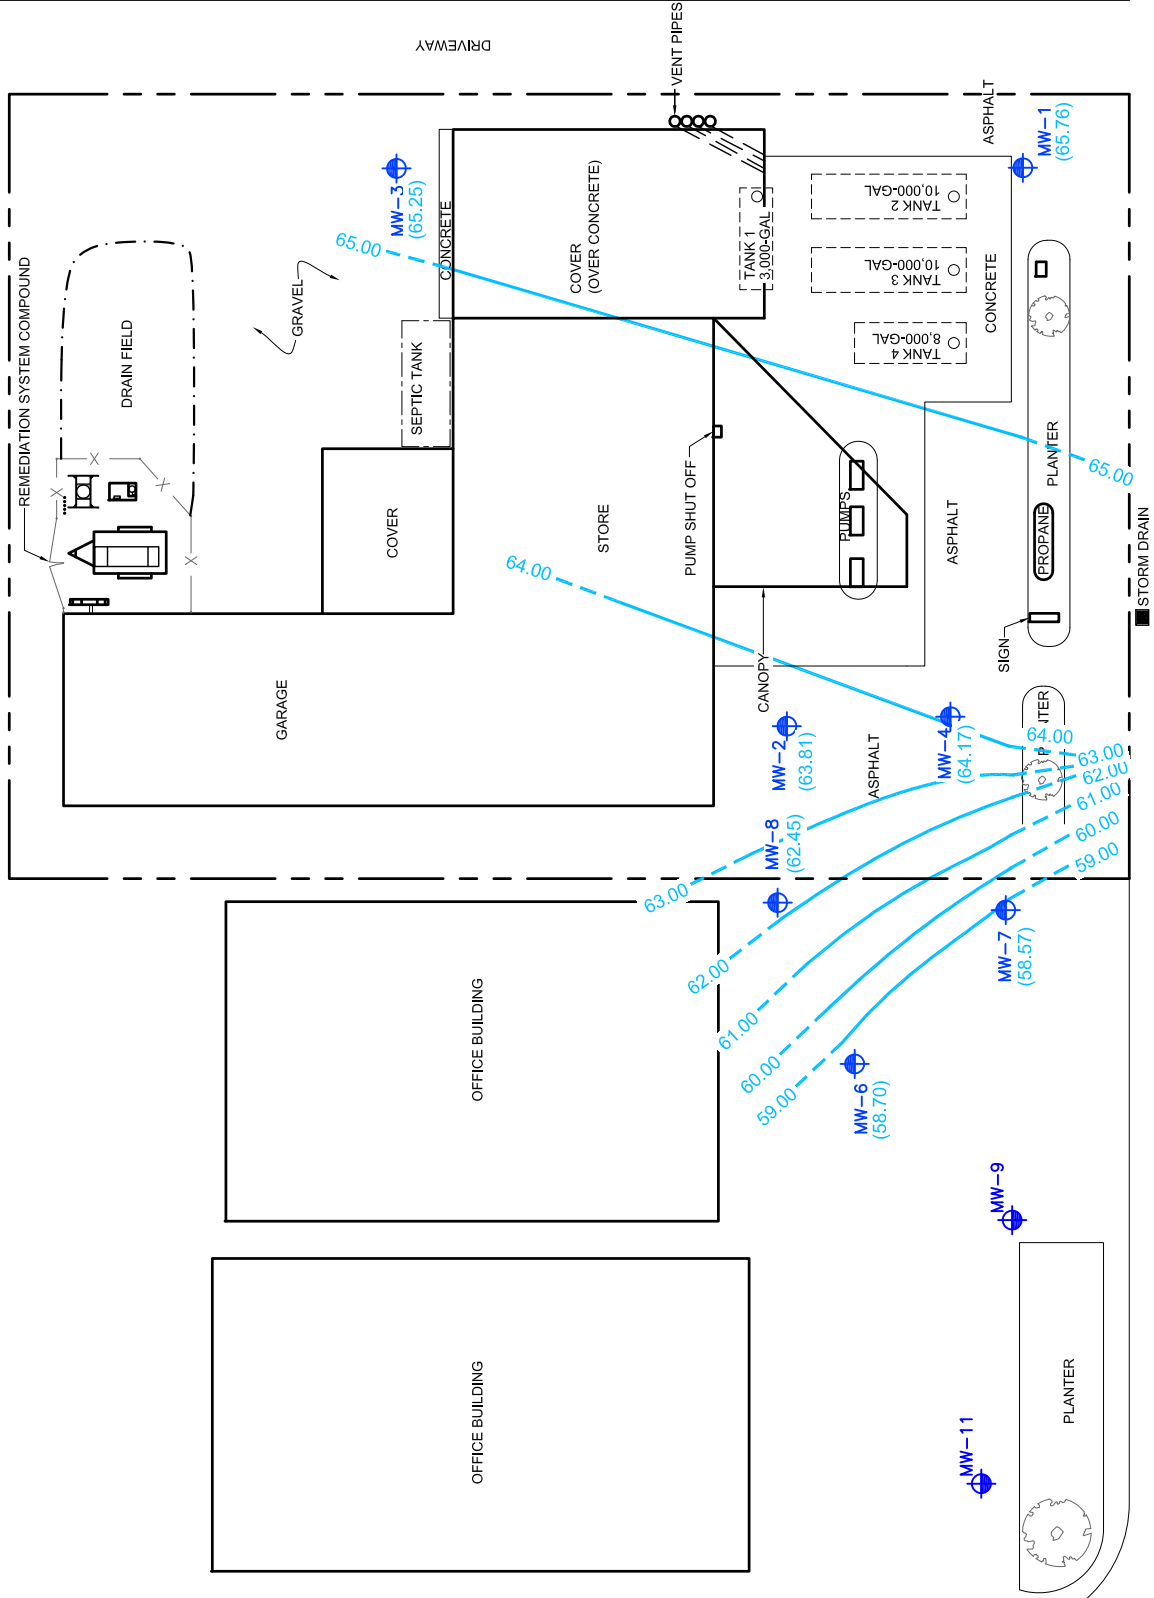 DRIVEWAY
VENT PIPES
ASPHALT
MW-1
(65.76)
MW-3
(65.25)
CONCRETE
65.00
COVER
(OVER CONCRETE)
TANK 1
3,000-GAL
TANK 2
10,000-GAL
TANK 3
10,000-GAL
TANK 4
8,000-GAL
CONCRETE
REMEDIATION SYSTEM COMPOUND
DRAIN FIELD
GRAVEL
SEPTIC TANK
X
X
X
X
COVER
STORE
PUMP SHUT OFF
PUMPS
ASPHALT
PLANTER
65.00
PROPANE
STORM DRAIN
64.00
SIGN
CANOPY
GARAGE
MW-2
(63.81)
ASPHALT
MW-4
(64.17)
PLANTER
64.00
63.00
62.00
61.00
60.00
59.00
MW-8
(62.45)
63.00
62.00
61.00
60.00
59.00
MW-7
(58.57)
MW-6
(58.70)
OFFICE BUILDING
MW-9
OFFICE BUILDING
MW-11
PLANTER